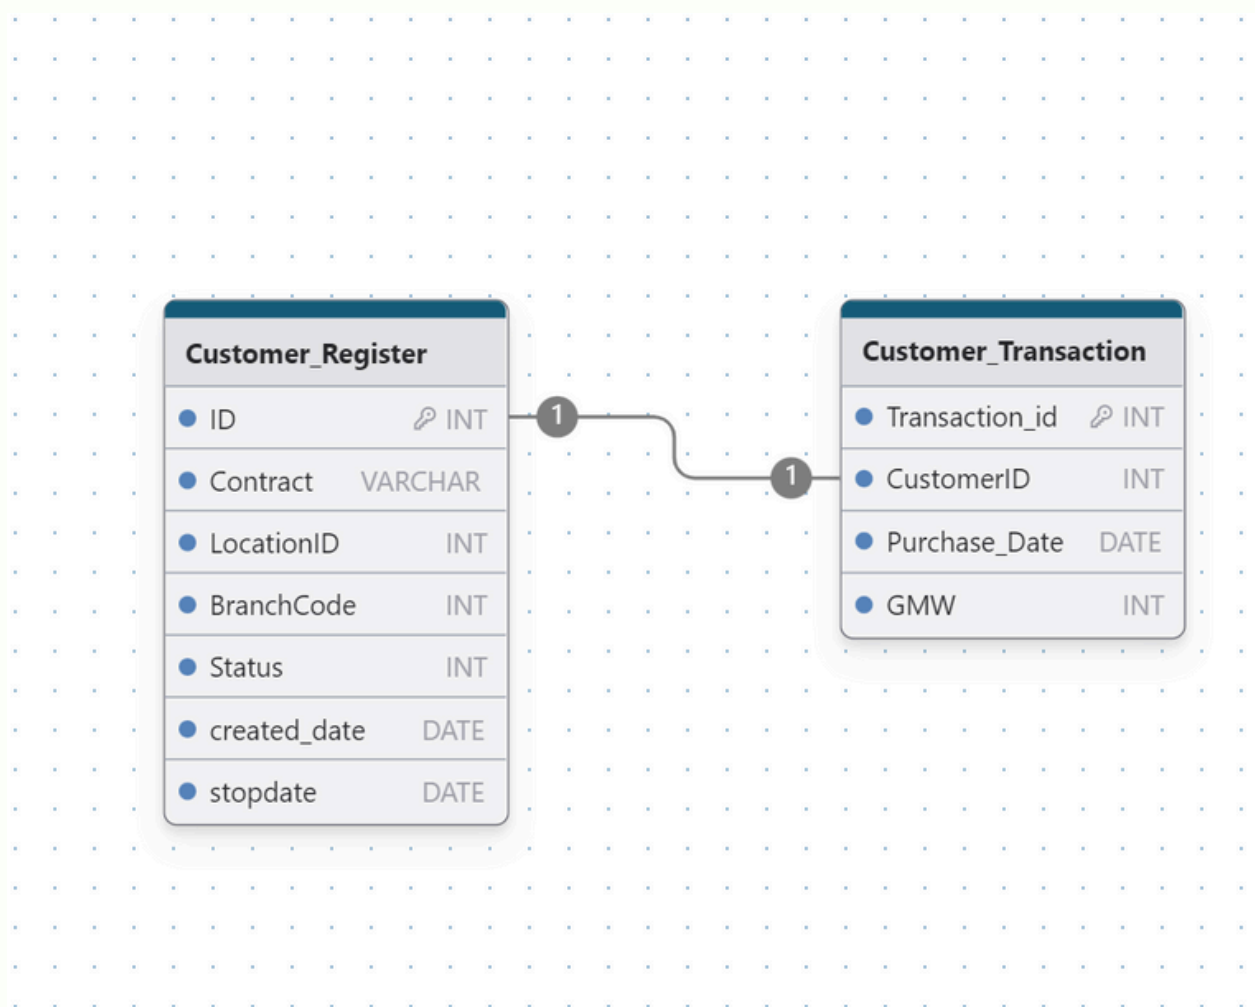 Customer_Register
ID INT
Contract VARCHAR
LocationID INT
BranchCode INT
Status INT
created_date DATE
stopdate DATE
1
1
Customer_Transaction
Transaction_id INT
CustomerID INT
Purchase_Date DATE
GMW INT